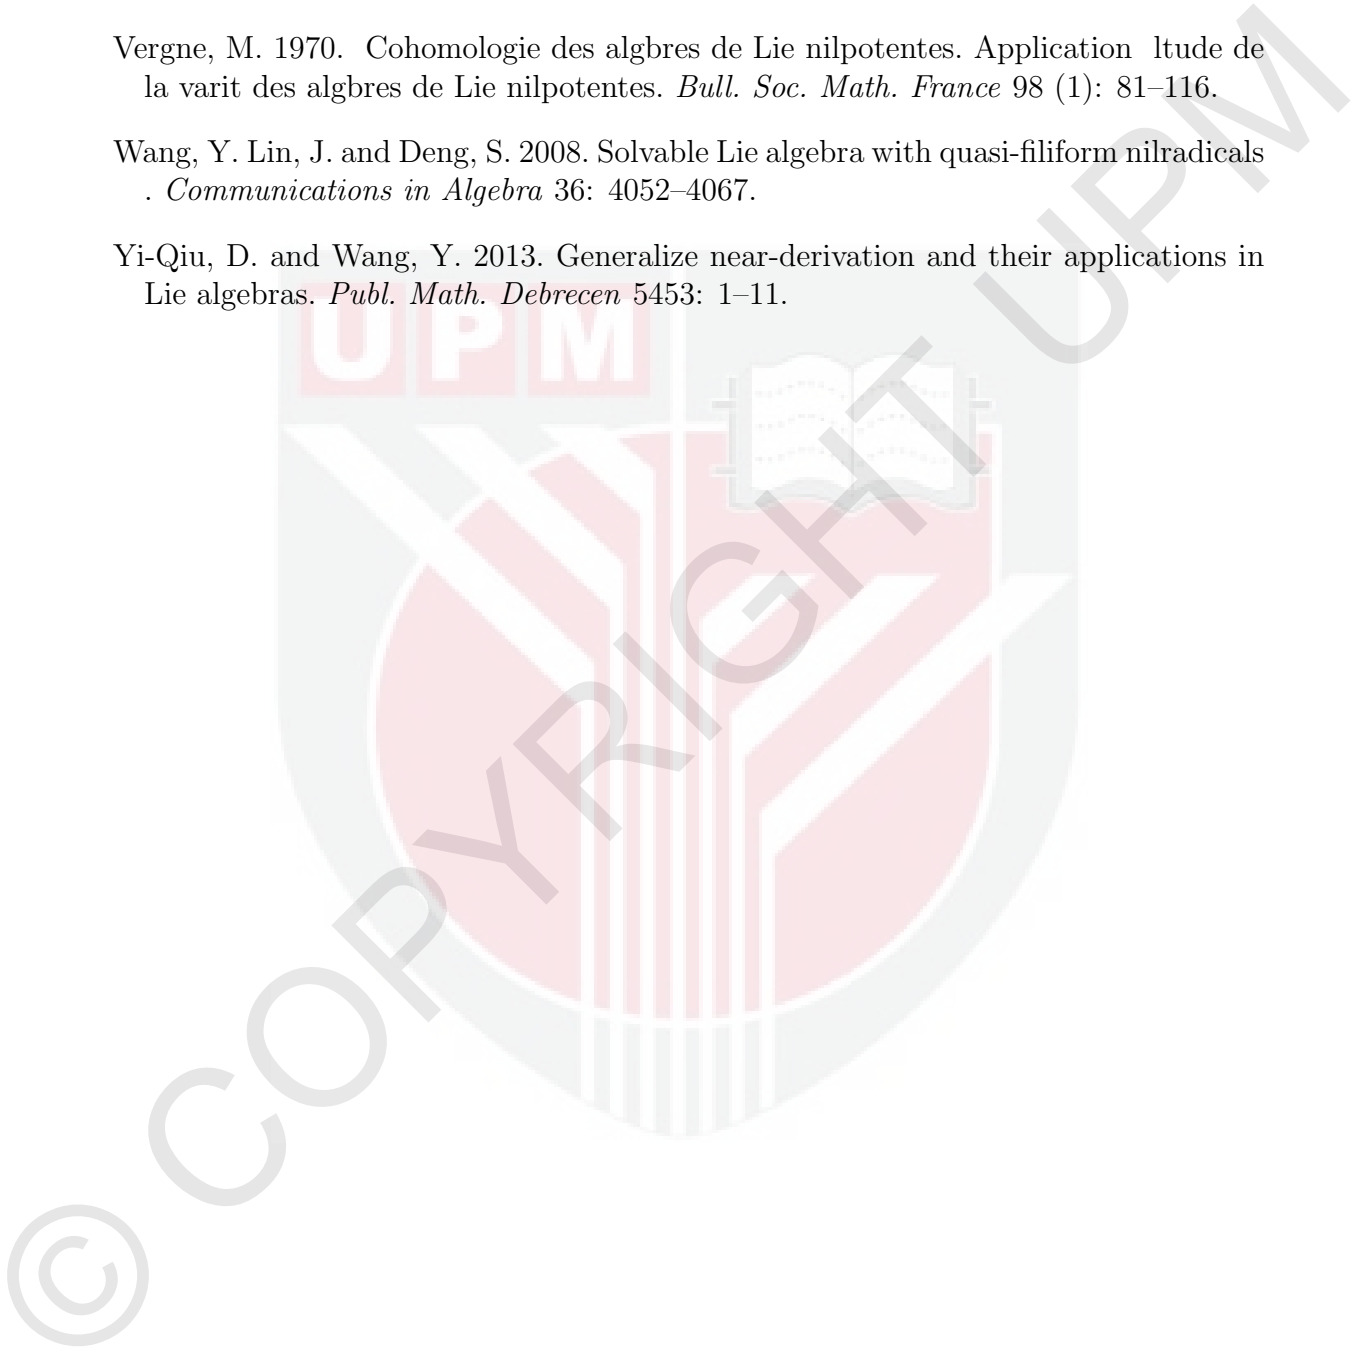 Vergne, M. 1970. Cohomologie des algbres de Lie nilpotentes. Application ltude de
la varit des algbres de Lie nilpotentes. Bull. Soc. Math. France 98 (1): 81–116.
Wang, Y. Lin, J. and Deng, S. 2008. Solvable Lie algebra with quasi-filiform nilradicals
. Communications in Algebra 36: 4052–4067.
Yi-Qiu, D. and Wang, Y. 2013. Generalize near-derivation and their applications in
Lie algebras. Publ. Math. Debrecen 5453: 1–11.
UPM
© COPYRIGHT UPM